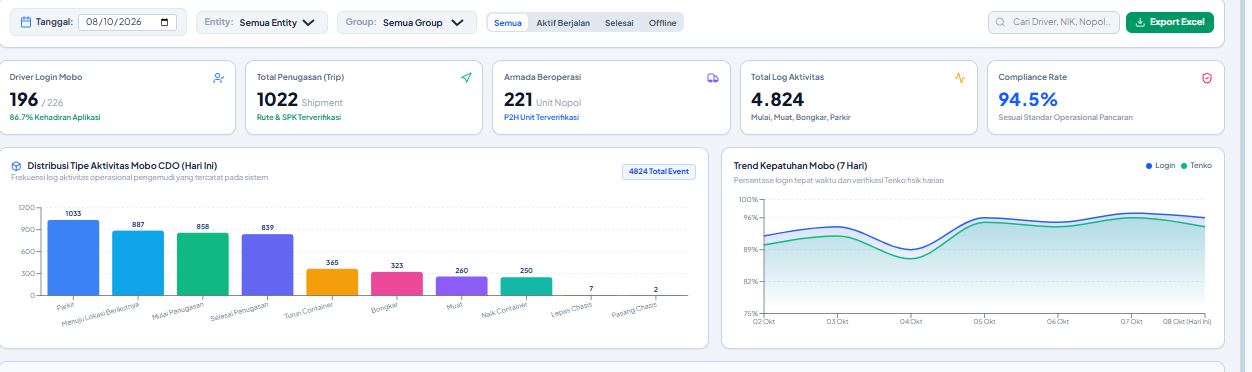 Tanggal: 08/10/2026 Entity: Semua Entity Group: Semua Group Semua Aktif Berjalan Selesai Offline Cari Driver, NIK, Nopol.. Export Excel
Driver Login Mobo
196 / 226
86.7% Kehadiran Aplikasi
Total Penugasan (Trip)
1022 Shipment
Rute & SPK Terverifikasi
Armada Beroperasi
221 Unit Nopol
P2H Unit Terverifikasi
Total Log Aktivitas
4.824
Mulai, Muat, Bongkar, Parkir
Compliance Rate
94.5%
Sesuai Standar Operasional Pancaran
Distribusi Tipe Aktivitas Mobo CDO (Hari Ini)
Frekuensi log aktivitas operasional pengemudi yang tercatat pada sistem
4824 Total Event
1200
900
600
300
0
1033
887
858
839
365
323
260
250
7
2
Parkir
Menuju Lokasi Berikutnya
Mulai Penugasan
Selesai Penugasan
Turun Container
Bongkar
Muat
Naik Container
Lepas Chasis
Pasang Chasis
Trend Kepatuhan Mobo (7 Hari)
Persentase login tepat waktu dan verifikasi Tenko fisik harian
Login Tenko
100%
96%
89%
82%
75%
02 Okt 03 Okt 04 Okt 05 Okt 06 Okt 07 Okt 08 Okt (Hari Ini)